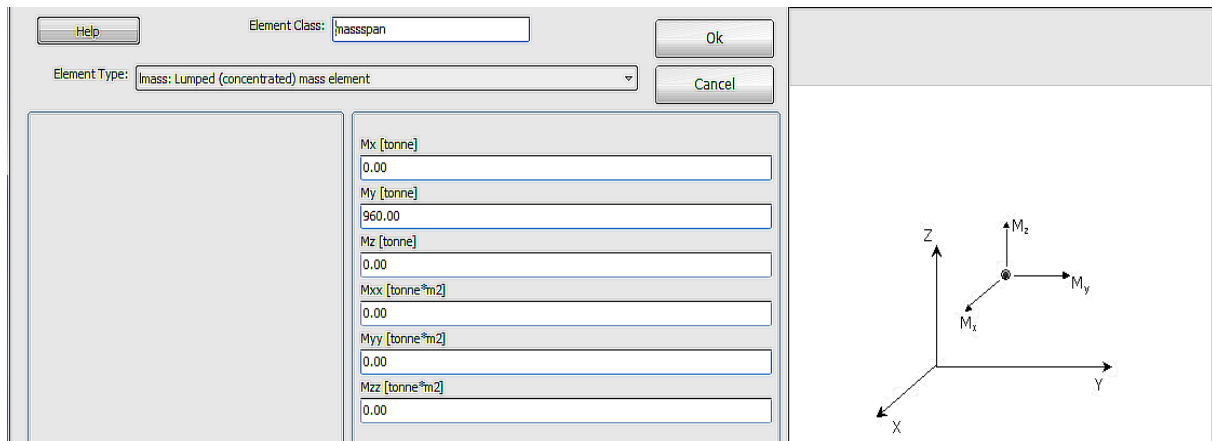 Help
Element Class:
massspan
Ok
Element Type:
lmass: Lumped (concentrated) mass element
Cancel
Mx [tonne]
0.00
My [tonne]
960.00
Mz [tonne]
0.00
Mxx [tonne*m2]
0.00
Myy [tonne*m2]
0.00
Mzz [tonne*m2]
0.00
Z
Mz
My
Mx
Y
X